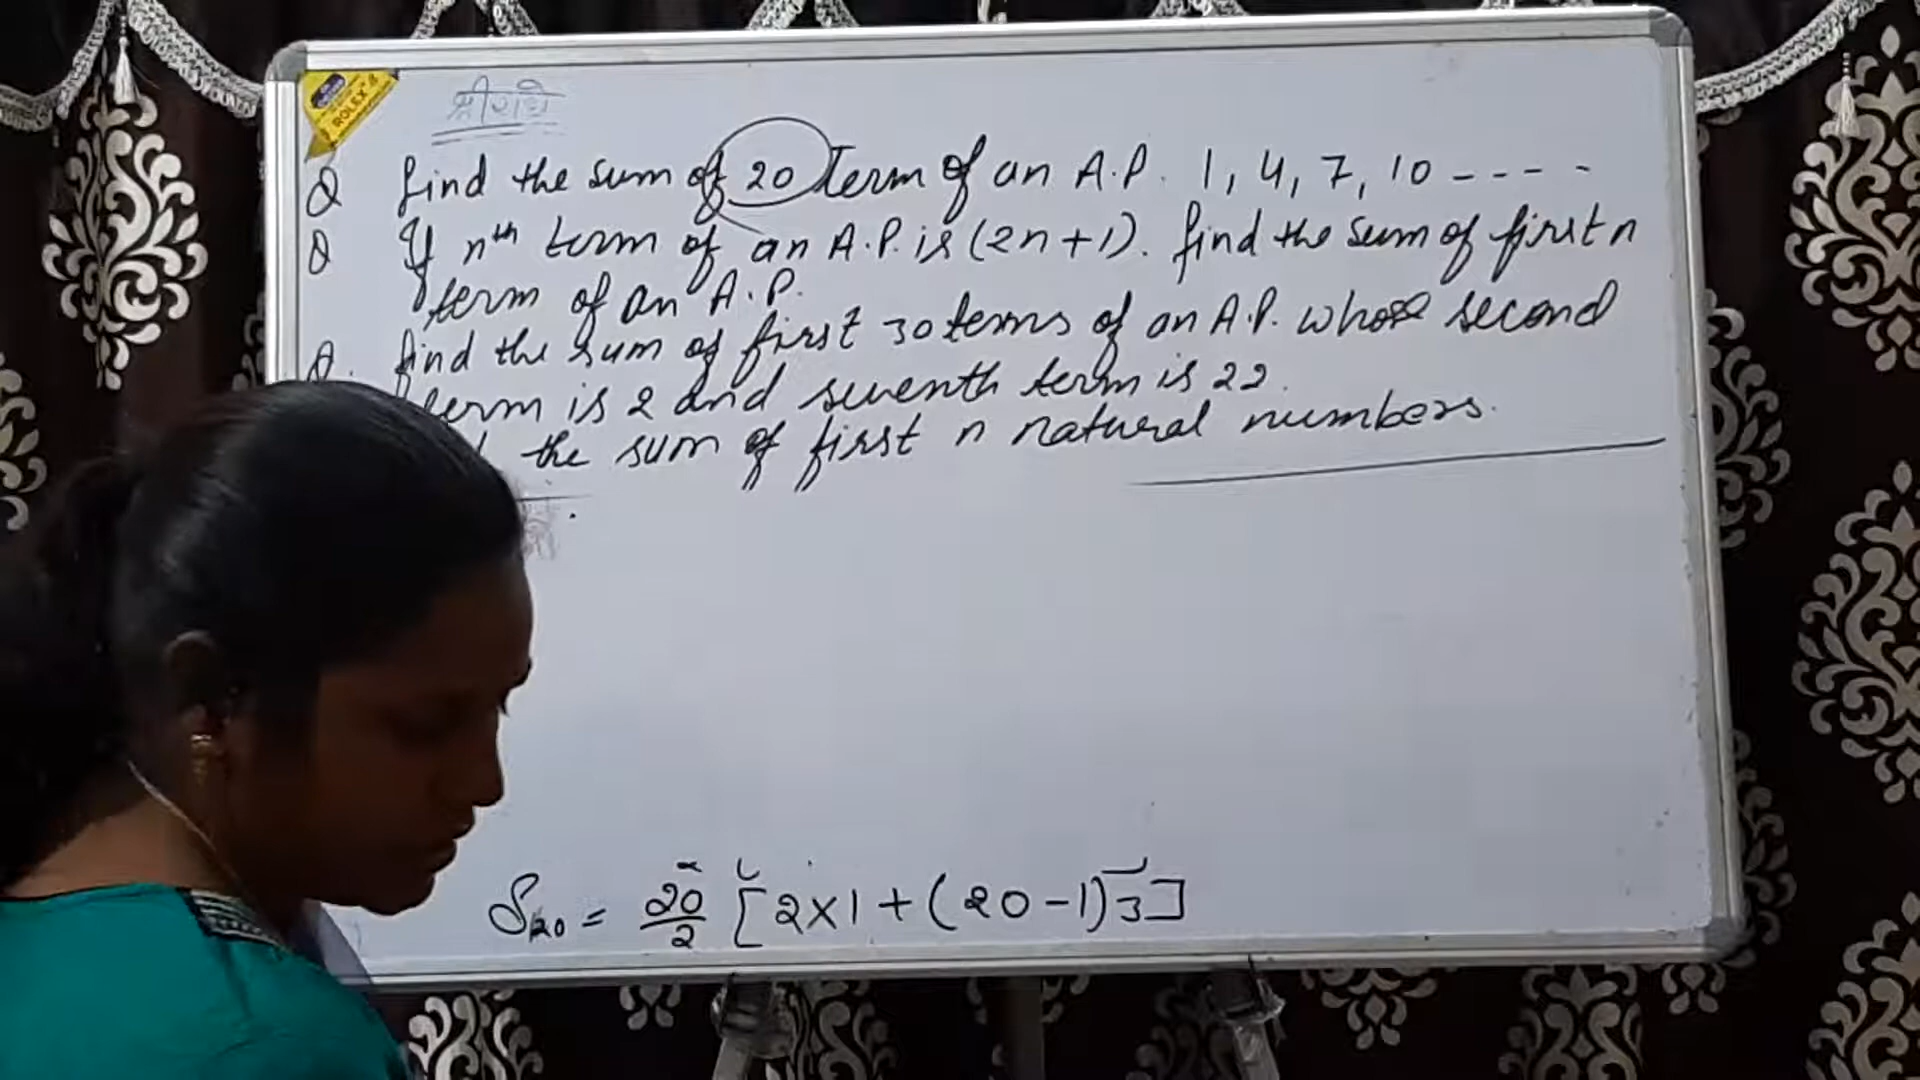 श्री राधे
ROLEX
Q find the sum of 20 term of an A.P. 1, 4, 7, 10 - - - -
Q If nth term of an A.P. is (2n+1). find the sum of first n
term of an A.P.
Q. find the sum of first 30 terms of an A.P. whose second
term is 2 and seventh term is 22.
the sum of first n natural numbers.
S20 = 20/2 [2×1+(20-1)3]